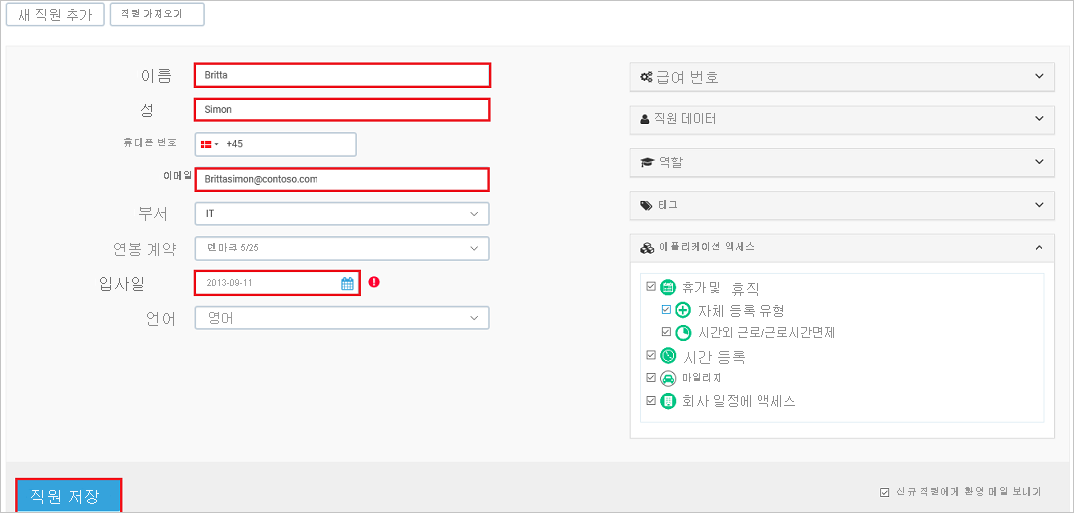 새 직원 추가
직원 가져오기
이름
Britta
성
Simon
휴대폰 번호
+45
이메일
Brittasimon@contoso.com
부서
IT
연봉 계약
덴마크 5/25
입사일
2013-09-11
언어
영어
급여 번호
직원 데이터
역할
태그
애플리케이션 액세스
휴가 및 휴직
자체 등록 유형
시간외 근로/근로시간면제
시간 등록
마일리지
회사 일정에 액세스
직원 저장
신규 직원에게 환영 메일 보내기